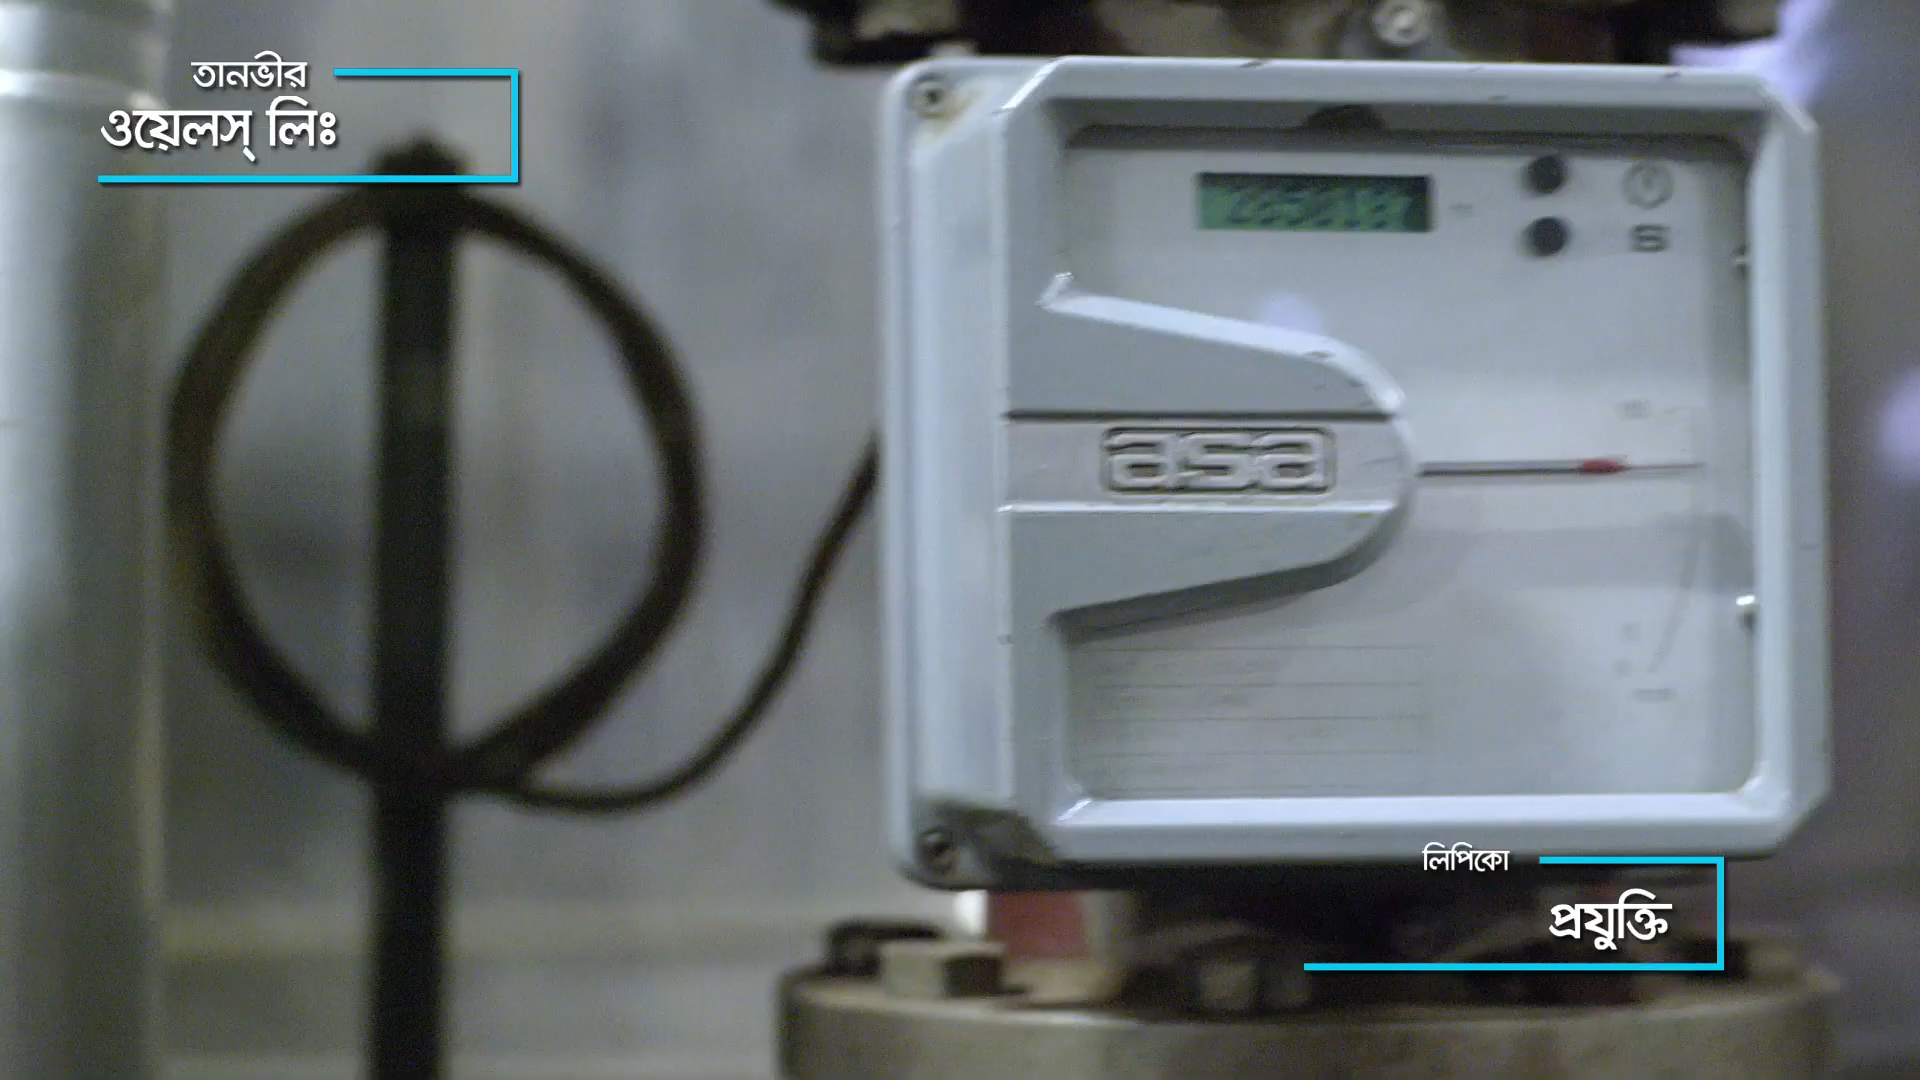 তানভীর
ওয়েলস্ লিঃ
S
asa
লিপিকো
প্রযুক্তি